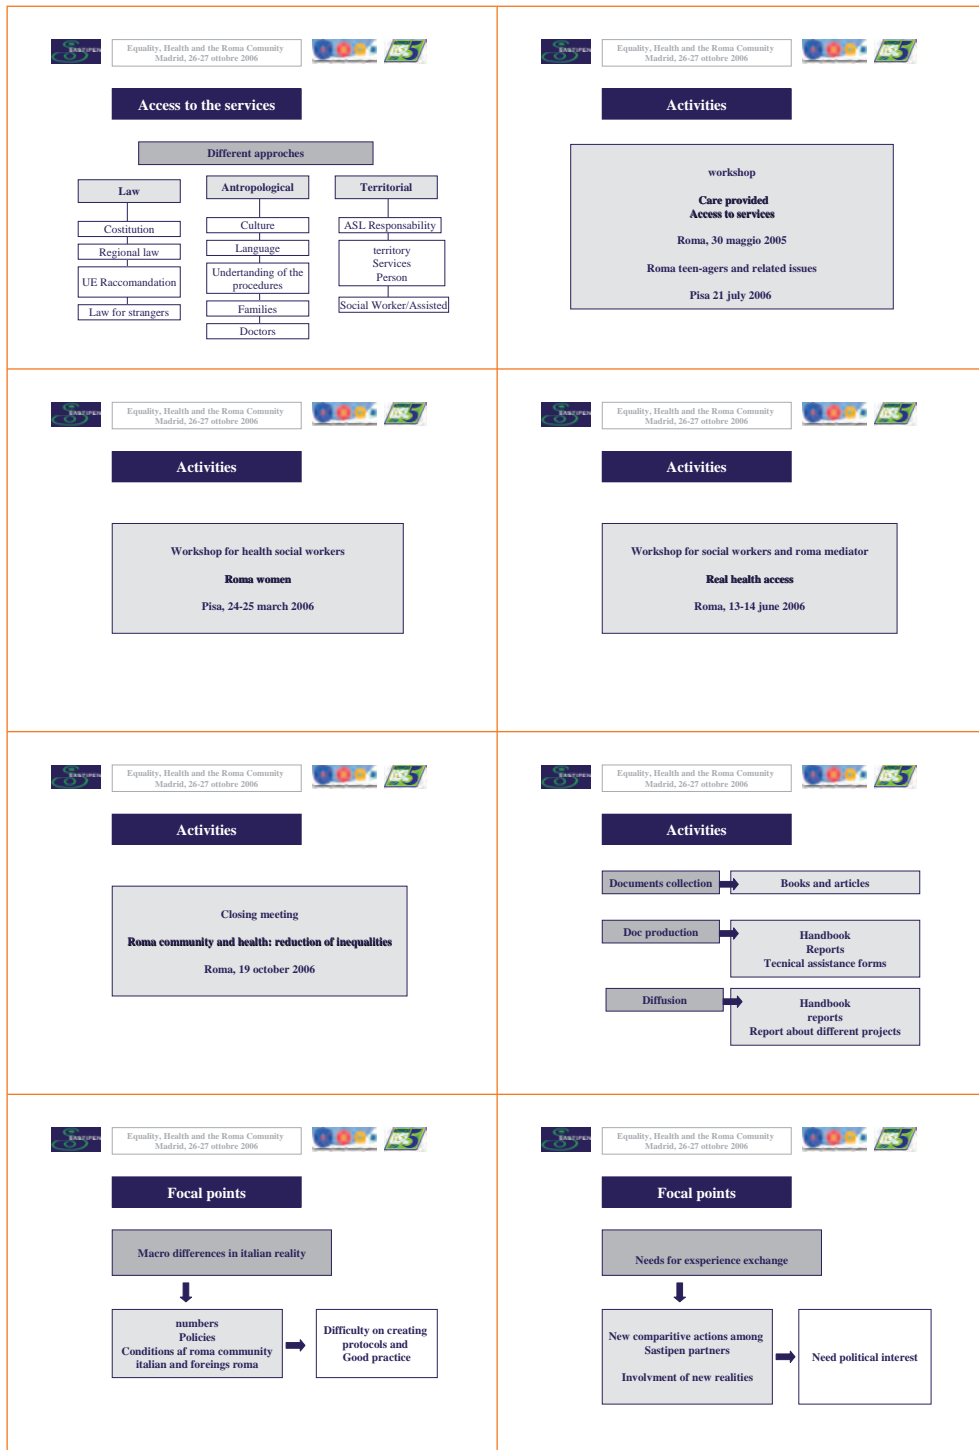 SASTIPEN
Equality, Health and the Roma Comunity
Madrid, 26-27 ottobre 2006
Access to the services
Different approches
Law
Costitution
Regional law
UE Raccomandation
Law for strangers
Antropological
Culture
Language
Undertanding of the
procedures
Families
Doctors
Territorial
ASL Responsability
territory
Services
Person
Social Worker/Assisted
SASTIPEN
Equality, Health and the Roma Comunity
Madrid, 26-27 ottobre 2006
Activities
workshop
Care provided
Access to services
Roma, 30 maggio 2005
Roma teen-agers and related issues
Pisa 21 july 2006
SASTIPEN
Equality, Health and the Roma Comunity
Madrid, 26-27 ottobre 2006
Activities
Workshop for health social workers
Roma women
Pisa, 24-25 march 2006
SASTIPEN
Equality, Health and the Roma Comunity
Madrid, 26-27 ottobre 2006
Activities
Workshop for social workers and roma mediator
Real health access
Roma, 13-14 june 2006
SASTIPEN
Equality, Health and the Roma Comunity
Madrid, 26-27 ottobre 2006
Activities
Closing meeting
Roma community and health: reduction of inequalities
Roma, 19 october 2006
SASTIPEN
Equality, Health and the Roma Comunity
Madrid, 26-27 ottobre 2006
Activities
Documents collection
Books and articles
Doc production
Handbook
Reports
Tecnical assistance forms
Diffusion
Handbook
reports
Report about different projects
SASTIPEN
Equality, Health and the Roma Comunity
Madrid, 26-27 ottobre 2006
Focal points
Macro differences in italian reality
numbers
Policies
Conditions af roma community
italian and foreings roma
Difficulty on creating
protocols and
Good practice
SASTIPEN
Equality, Health and the Roma Comunity
Madrid, 26-27 ottobre 2006
Focal points
Needs for exsperience exchange
New comparitive actions among
Sastipen partners
Involvment of new realities
Need political interest